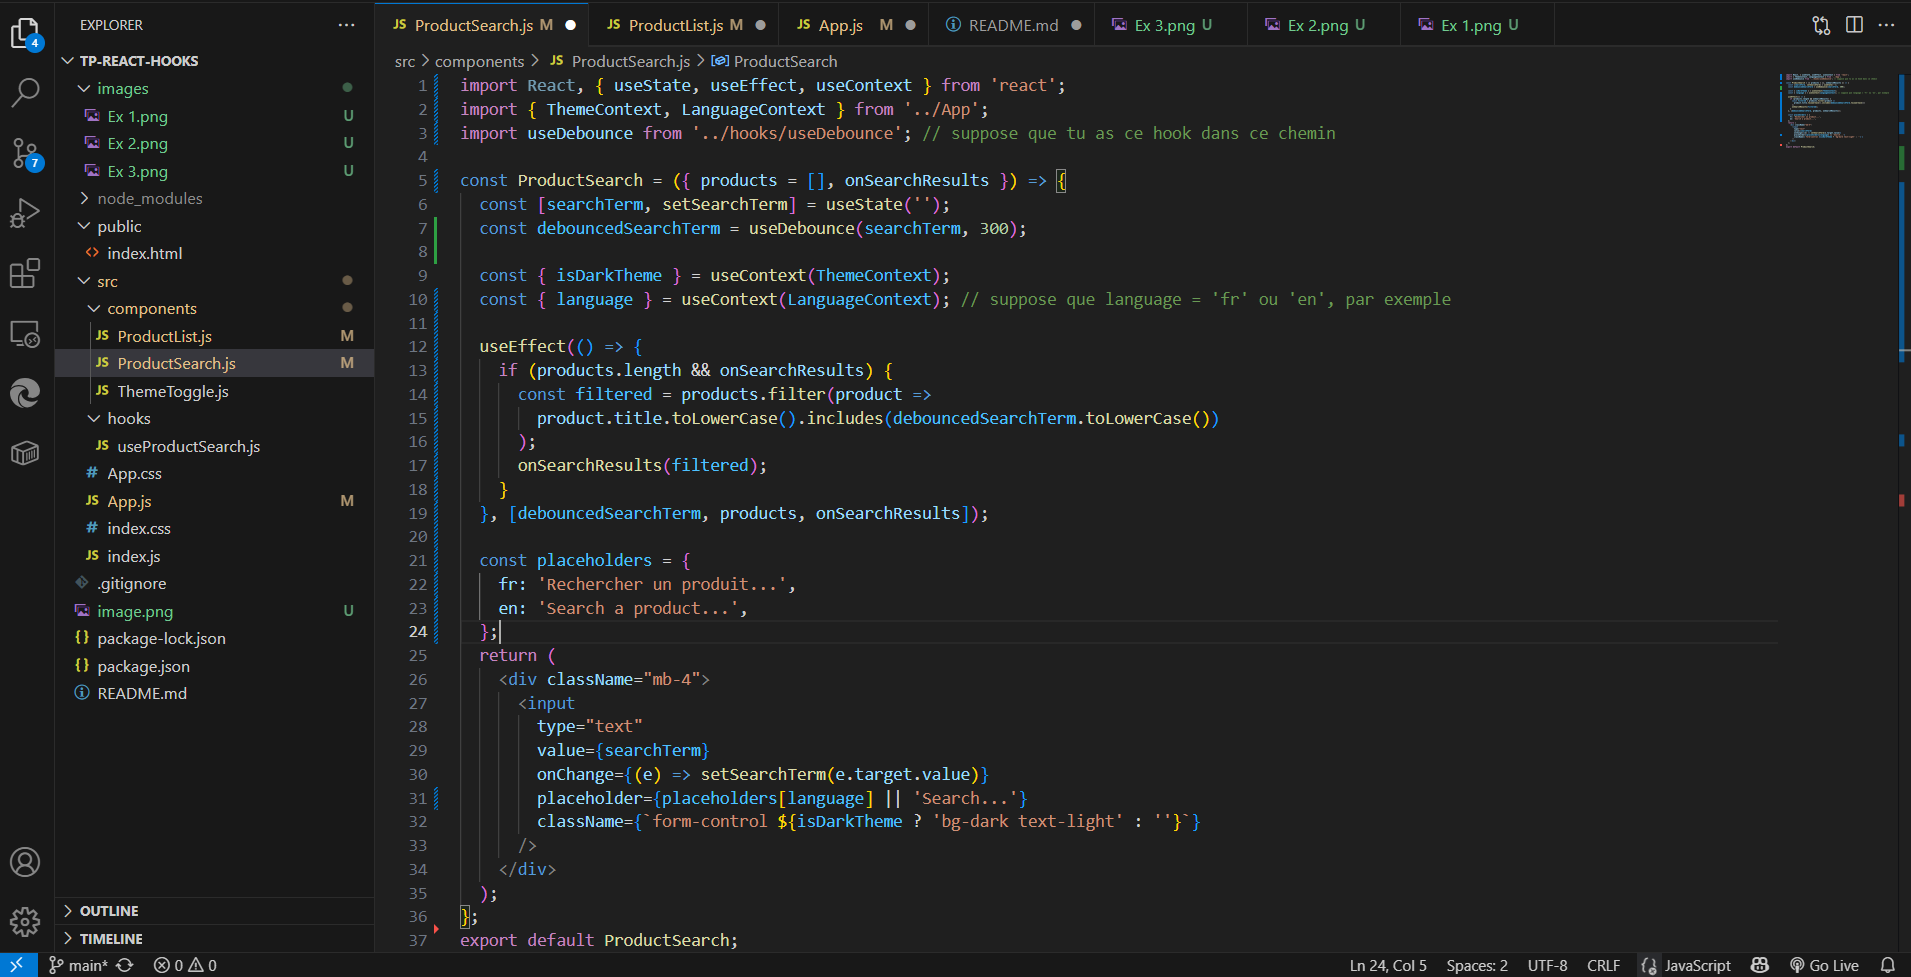 EXPLORER
TP-REACT-HOOKS
images
Ex 1.png U
Ex 2.png U
Ex 3.png U
node_modules
public
index.html
src
components
ProductList.js M
ProductSearch.js M
ThemeToggle.js
hooks
useProductSearch.js
App.css
App.js M
index.css
index.js
.gitignore
image.png U
package-lock.json
package.json
README.md
OUTLINE
TIMELINE
4
7
ProductSearch.js M
ProductList.js M
App.js M
README.md
Ex 3.png U
Ex 2.png U
Ex 1.png U
src > components > JS ProductSearch.js > ProductSearch
1 import React, { useState, useEffect, useContext } from 'react';
2 import { ThemeContext, LanguageContext } from '../App';
3 import useDebounce from '../hooks/useDebounce'; // suppose que tu as ce hook dans ce chemin
4
5 const ProductSearch = ({ products = [], onSearchResults }) => {
6 const [searchTerm, setSearchTerm] = useState('');
7 const debouncedSearchTerm = useDebounce(searchTerm, 300);
8
9 const { isDarkTheme } = useContext(ThemeContext);
10 const { language } = useContext(LanguageContext); // suppose que language = 'fr' ou 'en', par exemple
11
12 useEffect(() => {
13 if (products.length && onSearchResults) {
14 const filtered = products.filter(product =>
15 product.title.toLowerCase().includes(debouncedSearchTerm.toLowerCase())
16 );
17 onSearchResults(filtered);
18 }
19 }, [debouncedSearchTerm, products, onSearchResults]);
20
21 const placeholders = {
22 fr: 'Rechercher un produit...',
23 en: 'Search a product...',
24 };
25 return (
26 <div className="mb-4">
27 <input
28 type="text"
29 value={searchTerm}
30 onChange={(e) => setSearchTerm(e.target.value)}
31 placeholder={placeholders[language] || 'Search...'}
32 className={`form-control ${isDarkTheme ? 'bg-dark text-light' : ''}`}
33 />
34 </div>
35 );
36 };
37 export default ProductSearch;
main* 0 0
Ln 24, Col 5 Spaces: 2 UTF-8 CRLF {} JavaScript Go Live